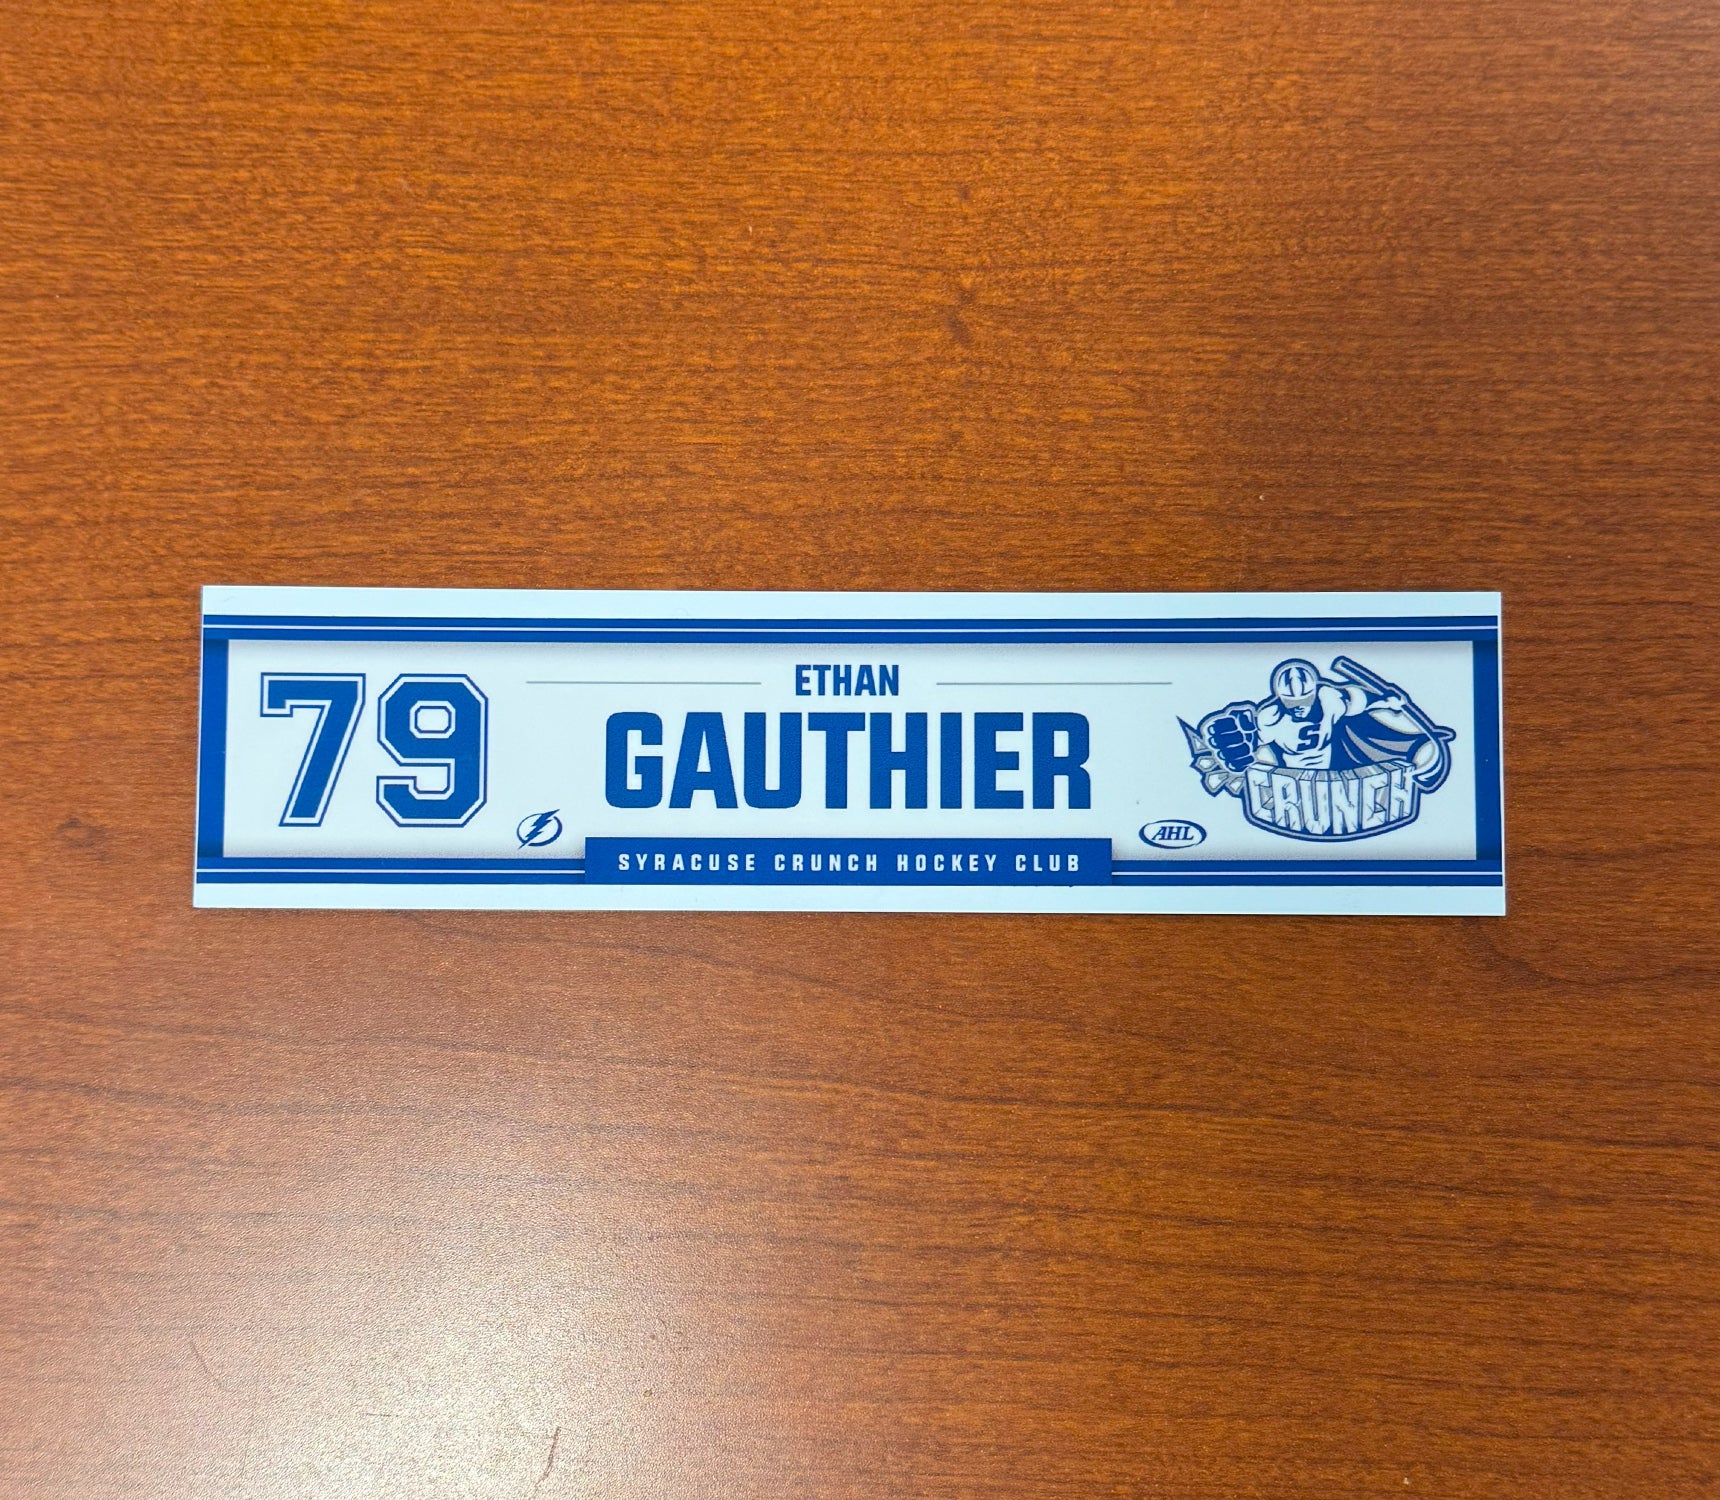 79
ETHAN
GAUTHIER
SYRACUSE CRUNCH HOCKEY CLUB
AHL
S
CRUNCH